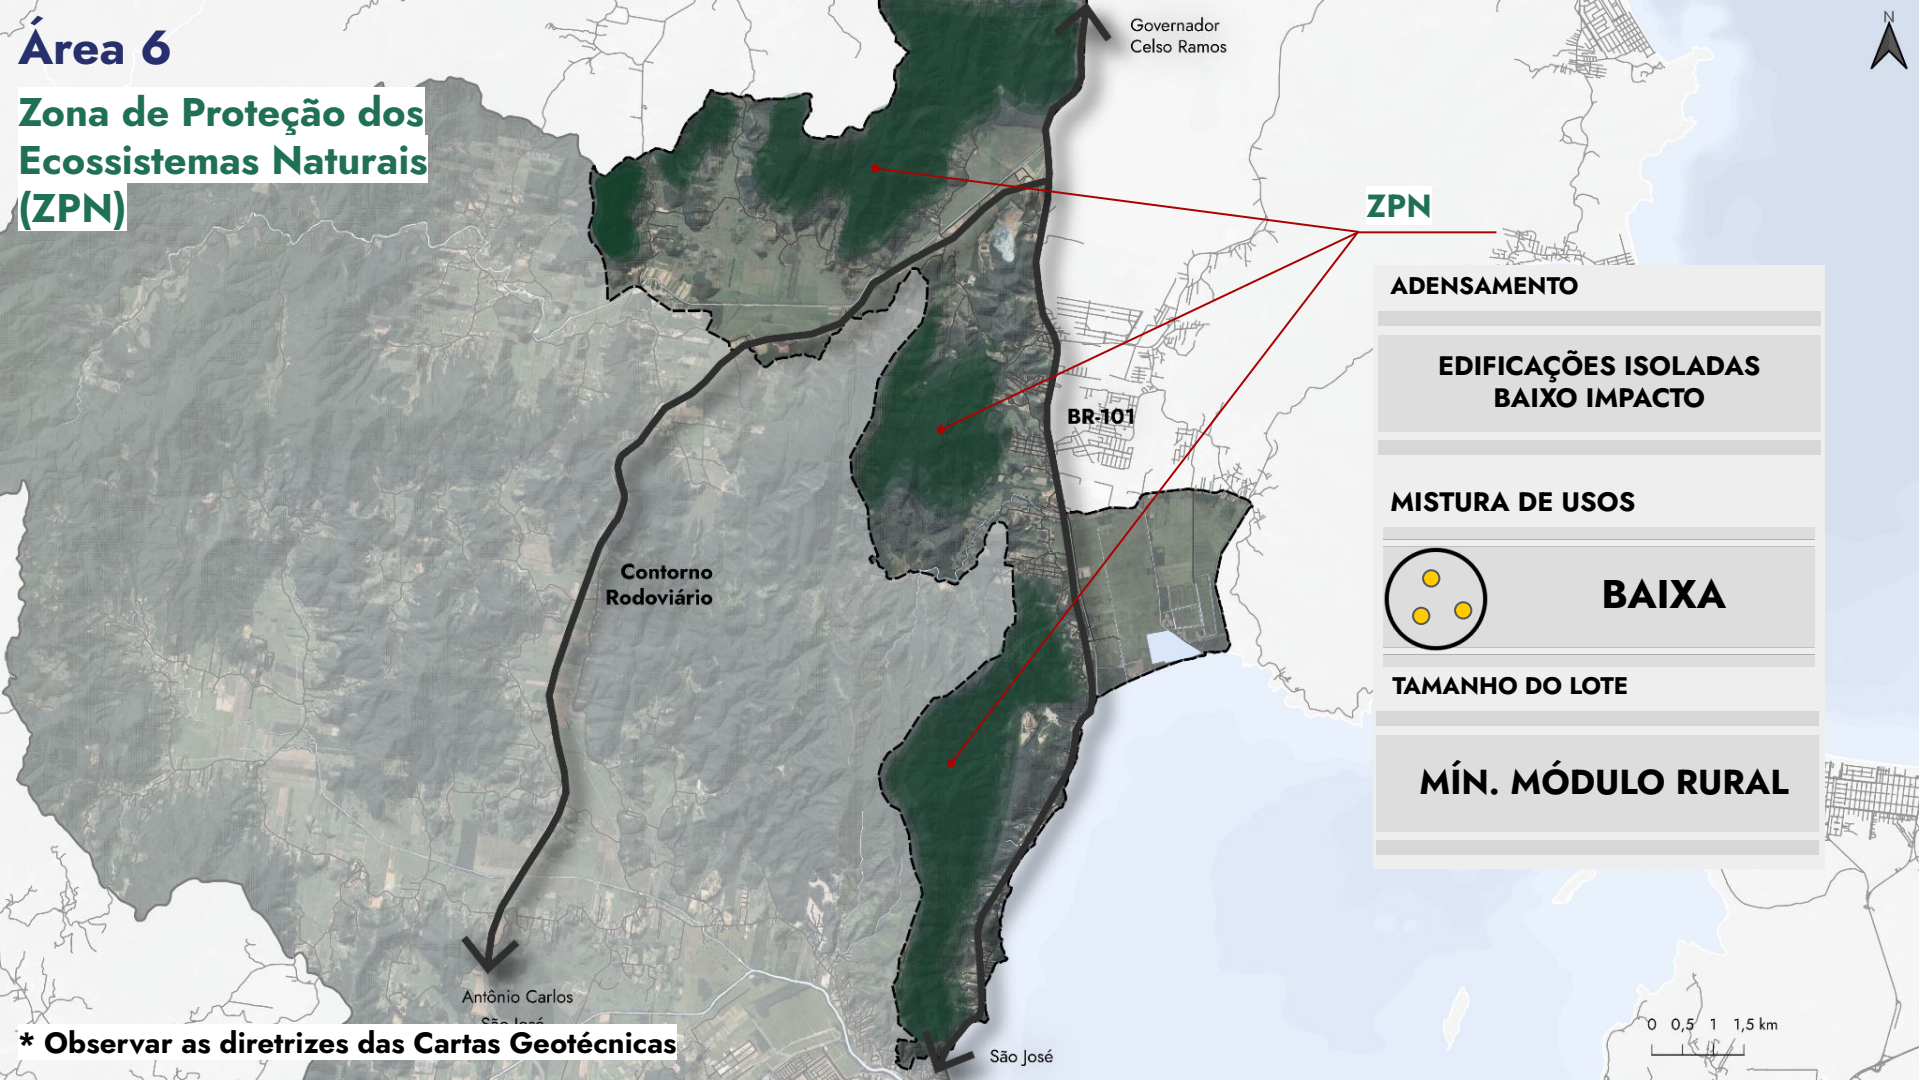 Área 6
Zona de Proteção dos
Ecossistemas Naturais
(ZPN)
Governador
Celso Ramos
N
ZPN
ADENSAMENTO
EDIFICAÇÕES ISOLADAS
BAIXO IMPACTO
BR-101
MISTURA DE USOS
BAIXA
Contorno
Rodoviário
TAMANHO DO LOTE
MÍN. MÓDULO RURAL
Antônio Carlos
São José
* Observar as diretrizes das Cartas Geotécnicas
São José
0 0,5 1 1,5 km